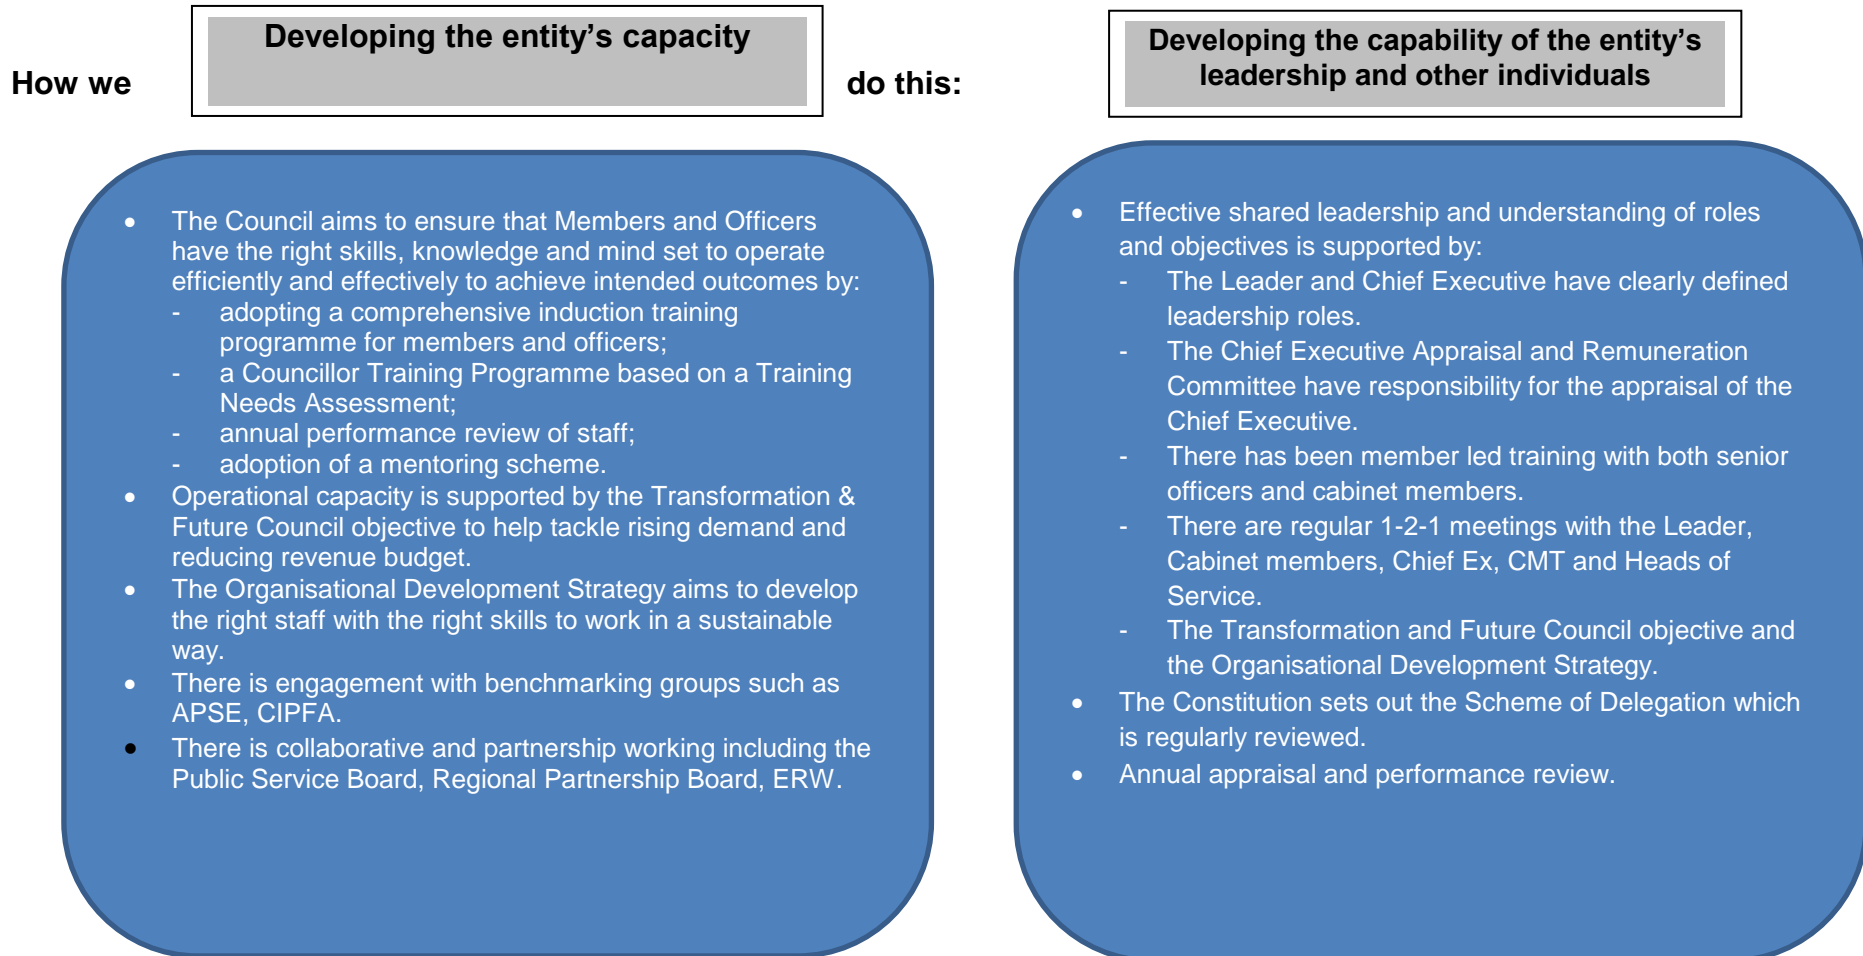 How we
Developing the entity's capacity
do this:
Developing the capability of the entity's
leadership and other individuals
• The Council aims to ensure that Members and Officers
have the right skills, knowledge and mind set to operate
efficiently and effectively to achieve intended outcomes by:
- adopting a comprehensive induction training
programme for members and officers;
- a Councillor Training Programme based on a Training
Needs Assessment;
- annual performance review of staff;
- adoption of a mentoring scheme.
• Operational capacity is supported by the Transformation &
Future Council objective to help tackle rising demand and
reducing revenue budget.
• The Organisational Development Strategy aims to develop
the right staff with the right skills to work in a sustainable
way.
• There is engagement with benchmarking groups such as
APSE, CIPFA.
• There is collaborative and partnership working including the
Public Service Board, Regional Partnership Board, ERW.
• Effective shared leadership and understanding of roles
and objectives is supported by:
- The Leader and Chief Executive have clearly defined
leadership roles.
- The Chief Executive Appraisal and Remuneration
Committee have responsibility for the appraisal of the
Chief Executive.
- There has been member led training with both senior
officers and cabinet members.
- There are regular 1-2-1 meetings with the Leader,
Cabinet members, Chief Ex, CMT and Heads of
Service.
- The Transformation and Future Council objective and
the Organisational Development Strategy.
• The Constitution sets out the Scheme of Delegation which
is regularly reviewed.
• Annual appraisal and performance review.